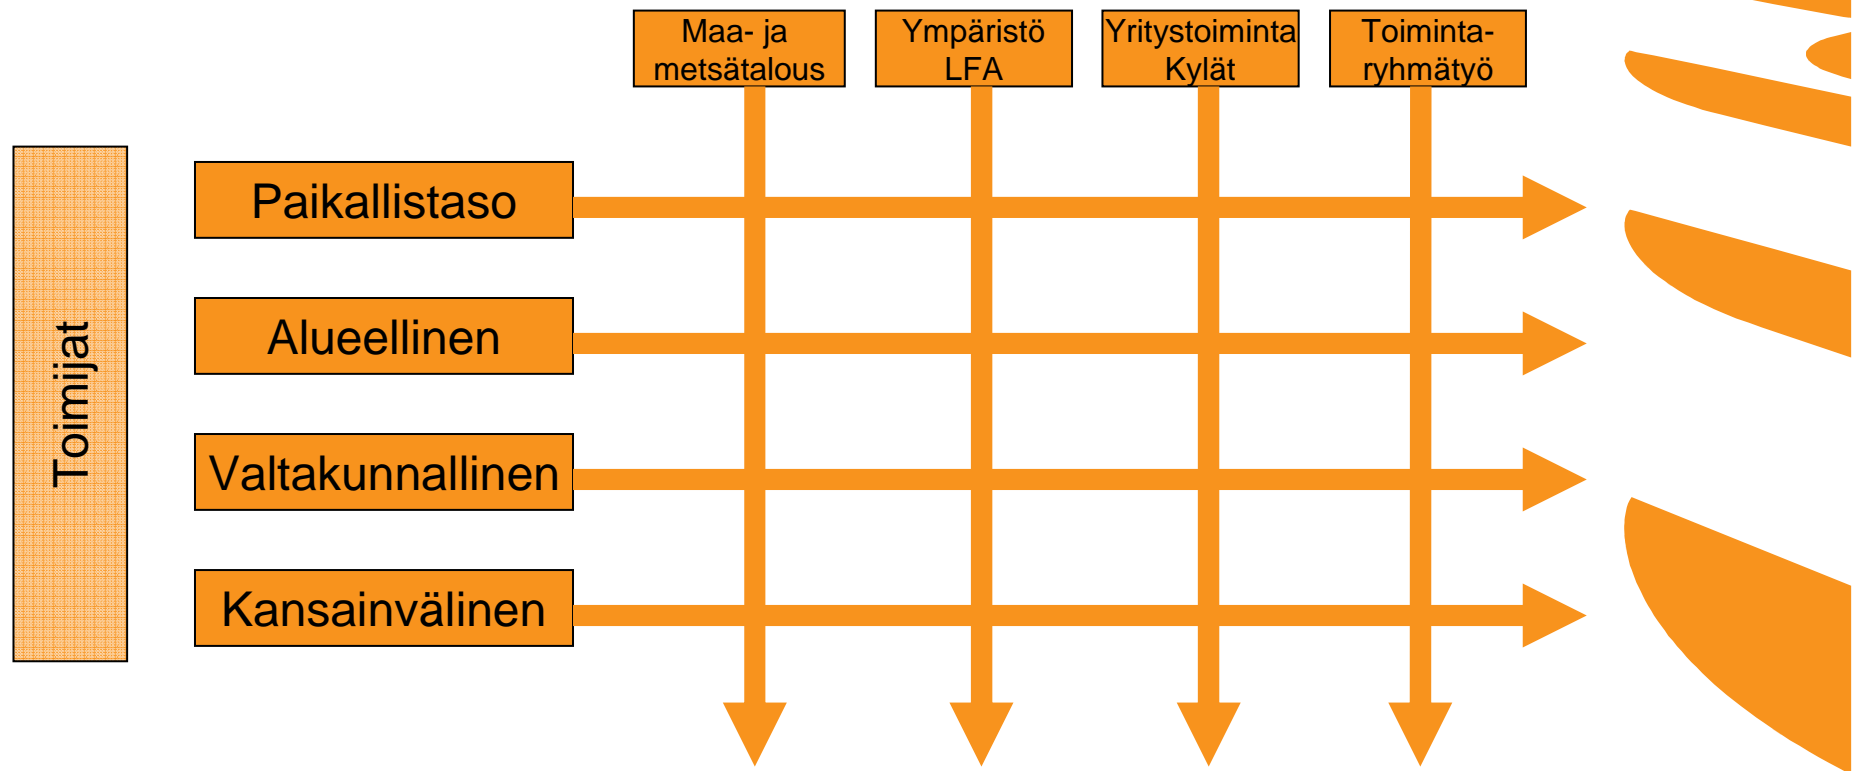 Maa- ja
metsätalous
Ympäristö
LFA
Yritystoiminta
Kylät
Toiminta-
ryhmätyö
Toimijat
Paikallistaso
Alueellinen
Valtakunnallinen
Kansainvälinen